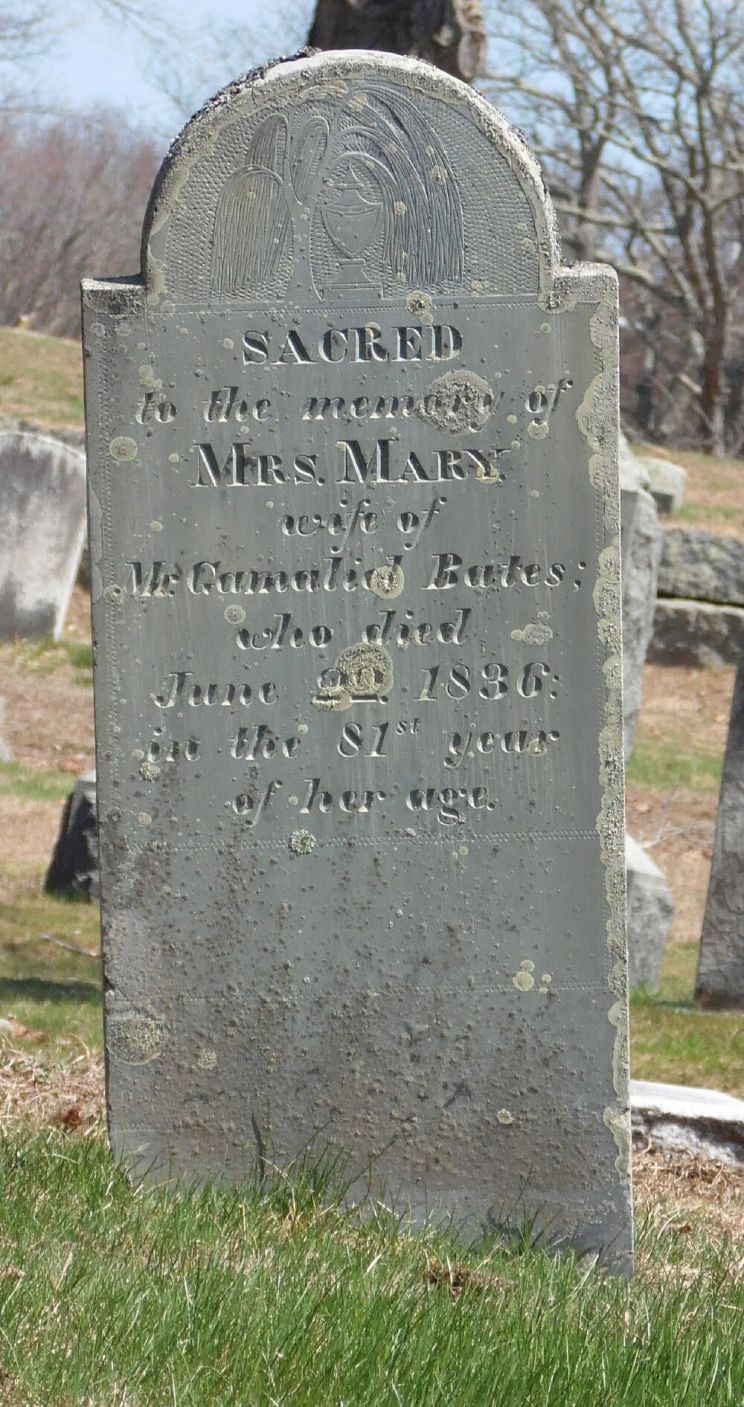 SACRED
to the memory of
MRS. MARY.
wife of
Mr. Gamaliel Bates;
who died
June 1836:
in the 81st year
of her age.